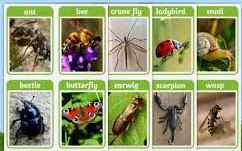 ant
bee
crane fly
ladybird
snail
beetle
butterfly
earwig
scorpion
wasp